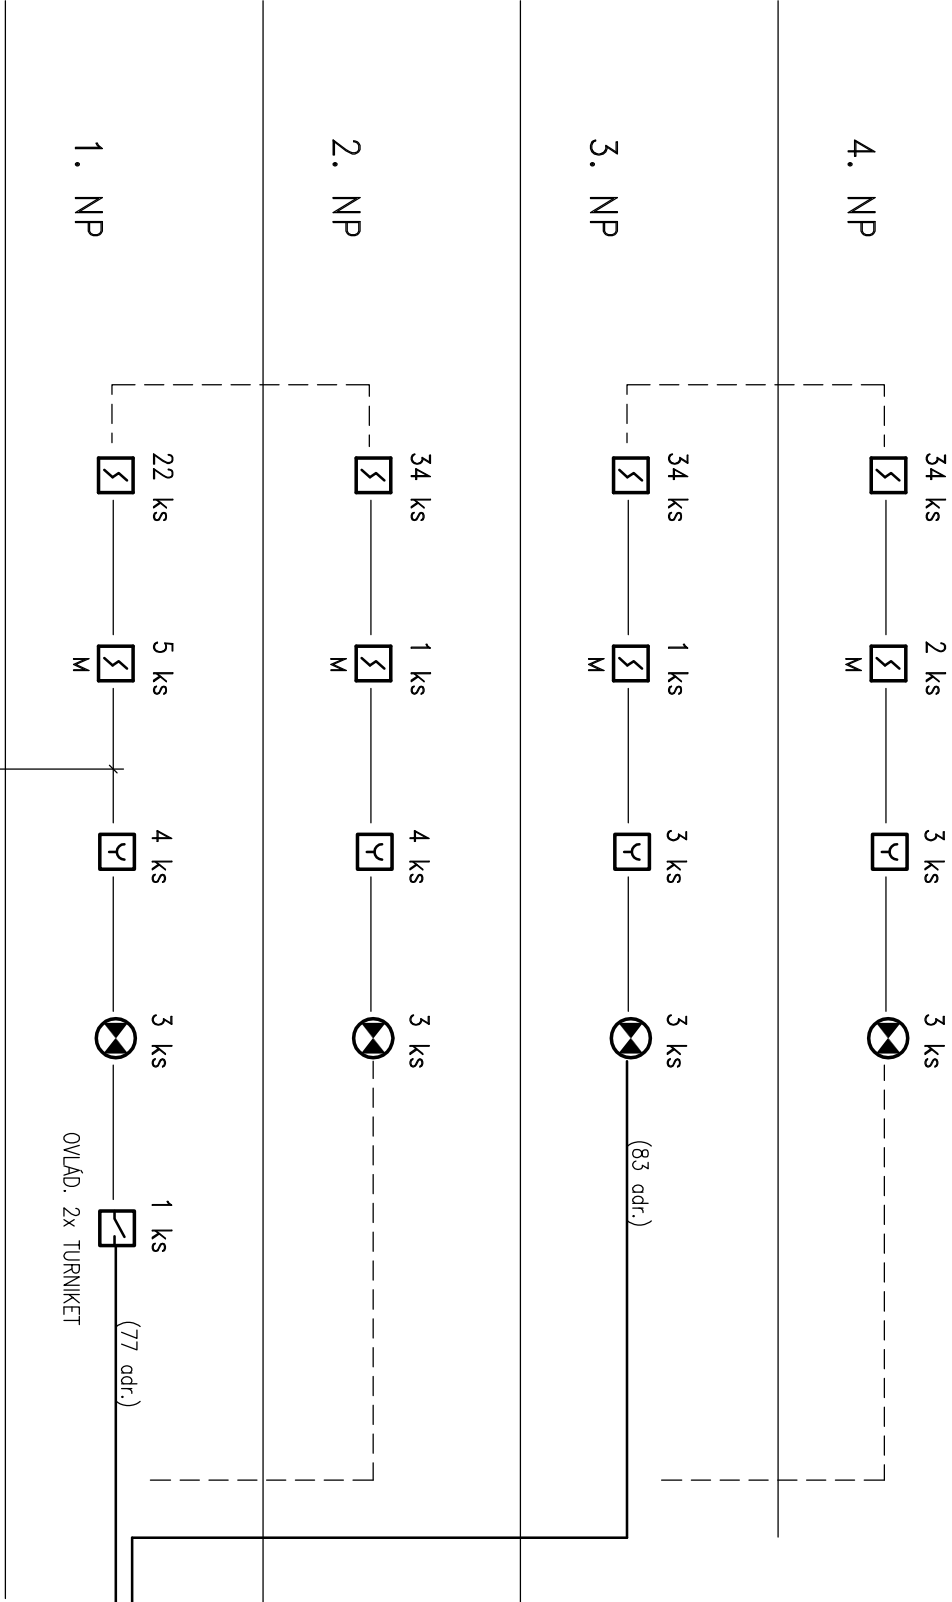 4. NP
34 ks
2 ks
M
3 ks
3 ks
3. NP
34 ks
1 ks
M
3 ks
3 ks
(83 adr.)
2. NP
34 ks
1 ks
M
4 ks
3 ks
1. NP
22 ks
5 ks
M
4 ks
3 ks
1 ks
OVLÁD. 2x TURNIKET
(77 adr.)